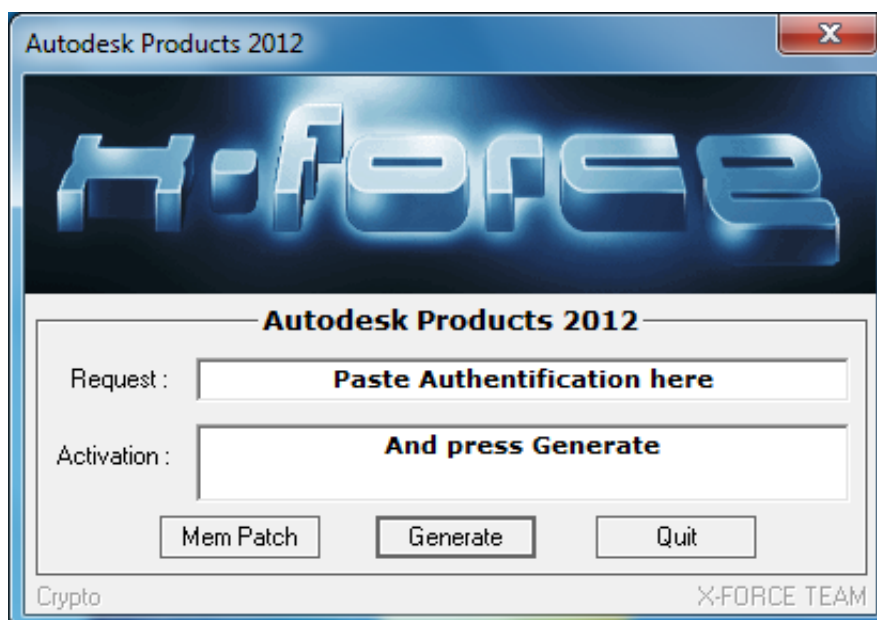 Autodesk Products 2012
x-force
Autodesk Products 2012
Request : Paste Authentification here
Activation : And press Generate
Mem Patch Generate Quit
Crypto X-FORCE TEAM